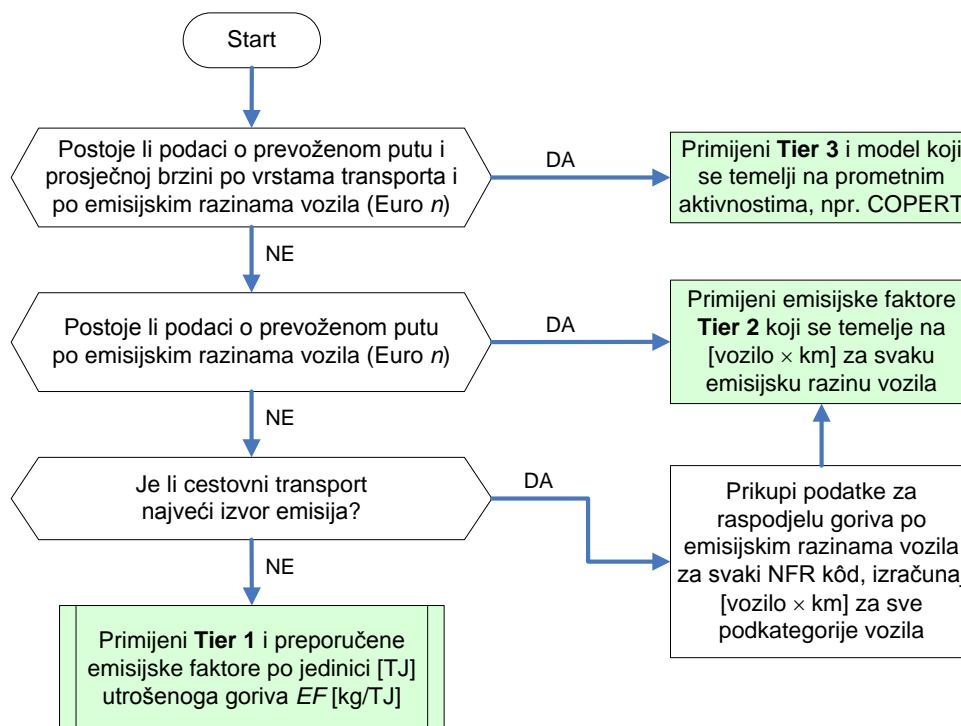 Start
Postoje li podaci o prevoženom putu i
prosječnoj brzini po vrstama transporta i
po emisijskim razinama vozila (Euro n)
DA
Primijeni Tier 3 i model koji
se temelji na prometnim
aktivnostima, npr. COPERT
NE
Postoje li podaci o prevoženom putu
po emisijskim razinama vozila (Euro n)
DA
Primijeni emisijske faktore
Tier 2 koji se temelje na
[vozilo × km] za svaku
emisijsku razinu vozila
NE
Je li cestovni transport
najveći izvor emisija?
DA
Prikupi podatke za
raspodjelu goriva po
emisijskim razinama vozila
za svaki NFR kôd, izračunaj
[vozilo × km] za sve
podkategorije vozila
NE
Primijeni Tier 1 i preporučene
emisijske faktore po jedinici [TJ]
utrošenoga goriva EF [kg/TJ]